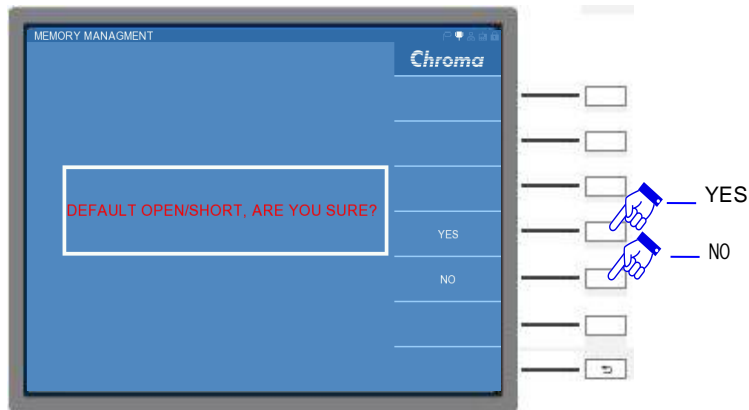 MEMORY MANAGMENT
Chroma
DEFAULT OPEN/SHORT, ARE YOU SURE?
YES
NO
YES
NO